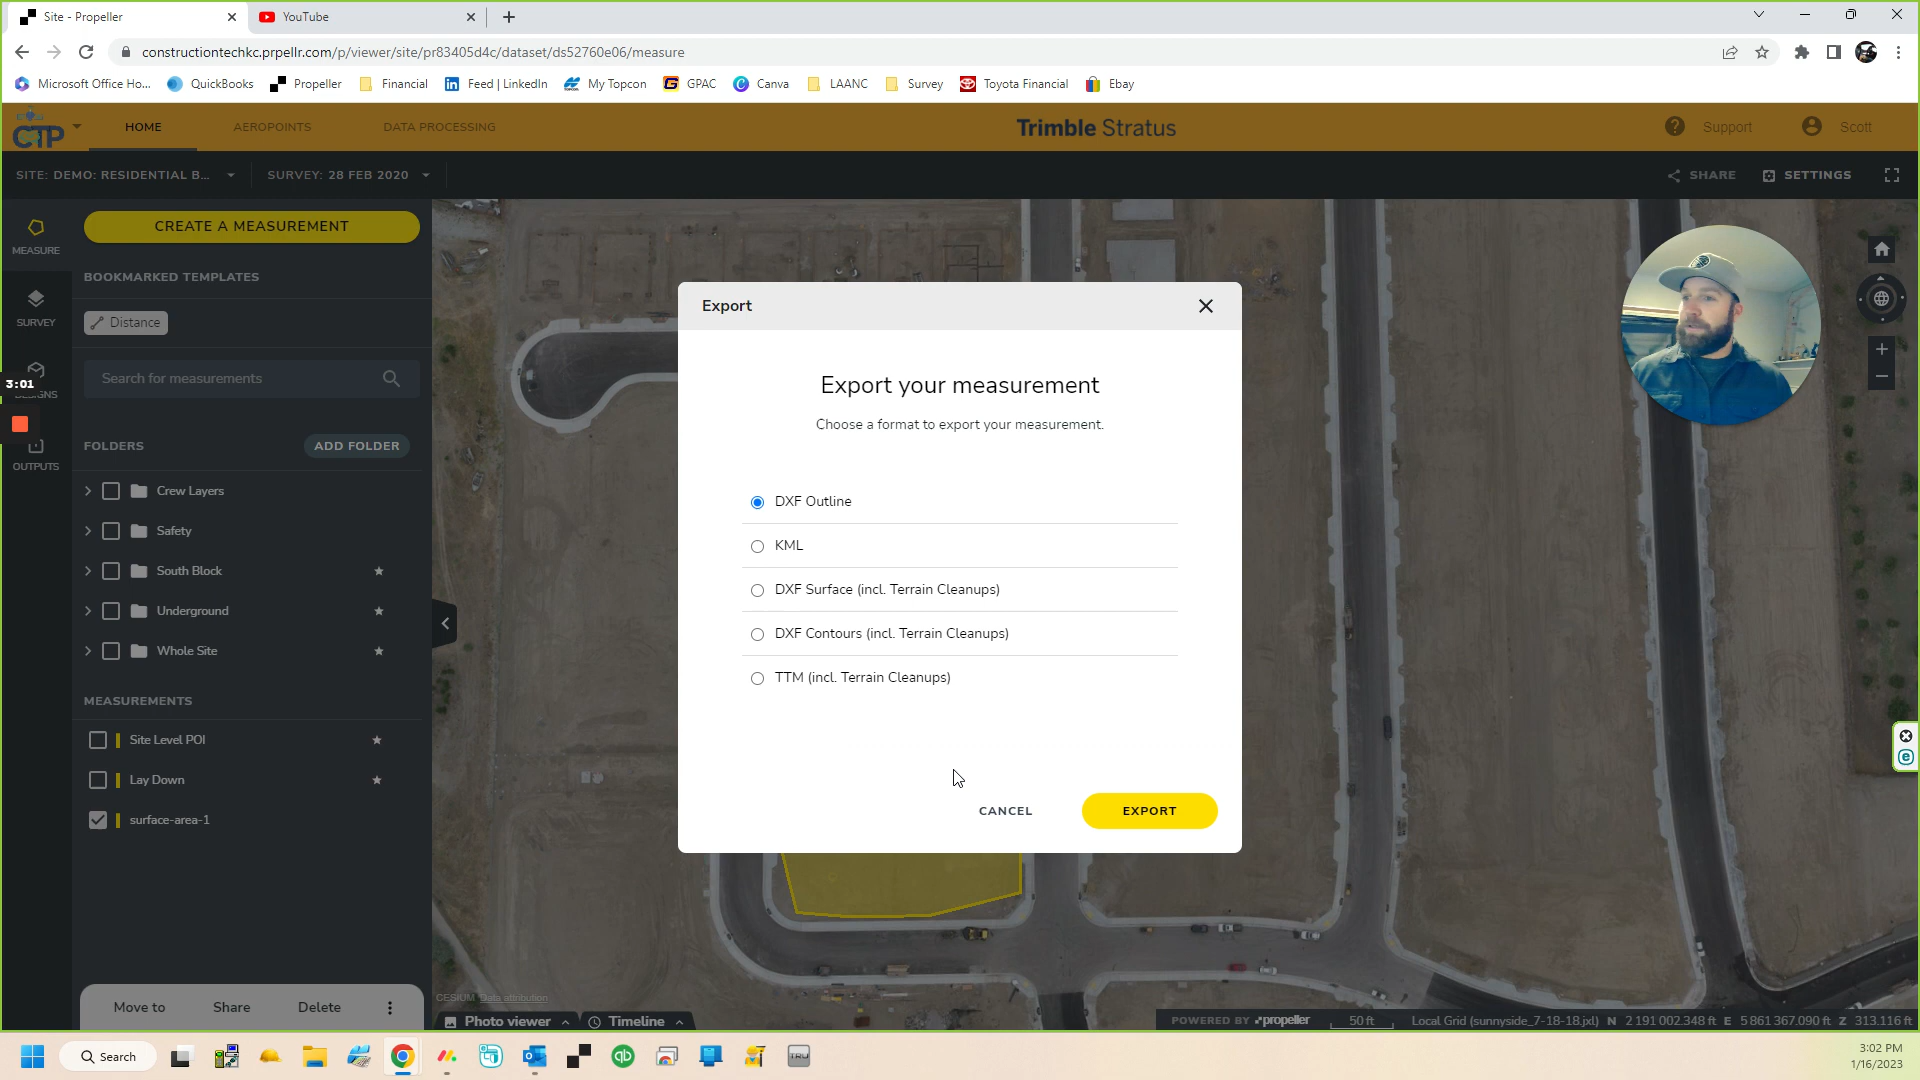 Site - Propeller
YouTube
constructiontechkc.prpellr.com/p/viewer/site/pr83405d4c/dataset/ds52760e06/measure
Microsoft Office Ho...
QuickBooks
Propeller
Financial
Feed | LinkedIn
My Topcon
GPAC
Canva
LAANC
Survey
Toyota Financial
Ebay
CTP
HOME
AEROPOINTS
DATA PROCESSING
Trimble Stratus
Support
Scott
SITE: DEMO: RESIDENTIAL B...
SURVEY: 28 FEB 2020
SHARE
SETTINGS
MEASURE
CREATE A MEASUREMENT
BOOKMARKED TEMPLATES
SURVEY
Distance
Search for measurements
3:01
FOLDERS
ADD FOLDER
OUTPUTS
Crew Layers
Safety
South Block
Underground
Whole Site
MEASUREMENTS
Site Level POI
Lay Down
surface-area-1
Move to
Share
Delete
Export
Export your measurement
Choose a format to export your measurement.
DXF Outline
KML
DXF Surface (incl. Terrain Cleanups)
DXF Contours (incl. Terrain Cleanups)
TTM (incl. Terrain Cleanups)
CANCEL
EXPORT
CESIUM Data attribution
Photo viewer
Timeline
POWERED BY propeller
50 ft
Local Grid (sunnyside_7-18-18.jxl) N 2 191 002.348 ft E 5 861 367.090 ft Z 313.116 ft
Search
TRU
3:02 PM
1/16/2023